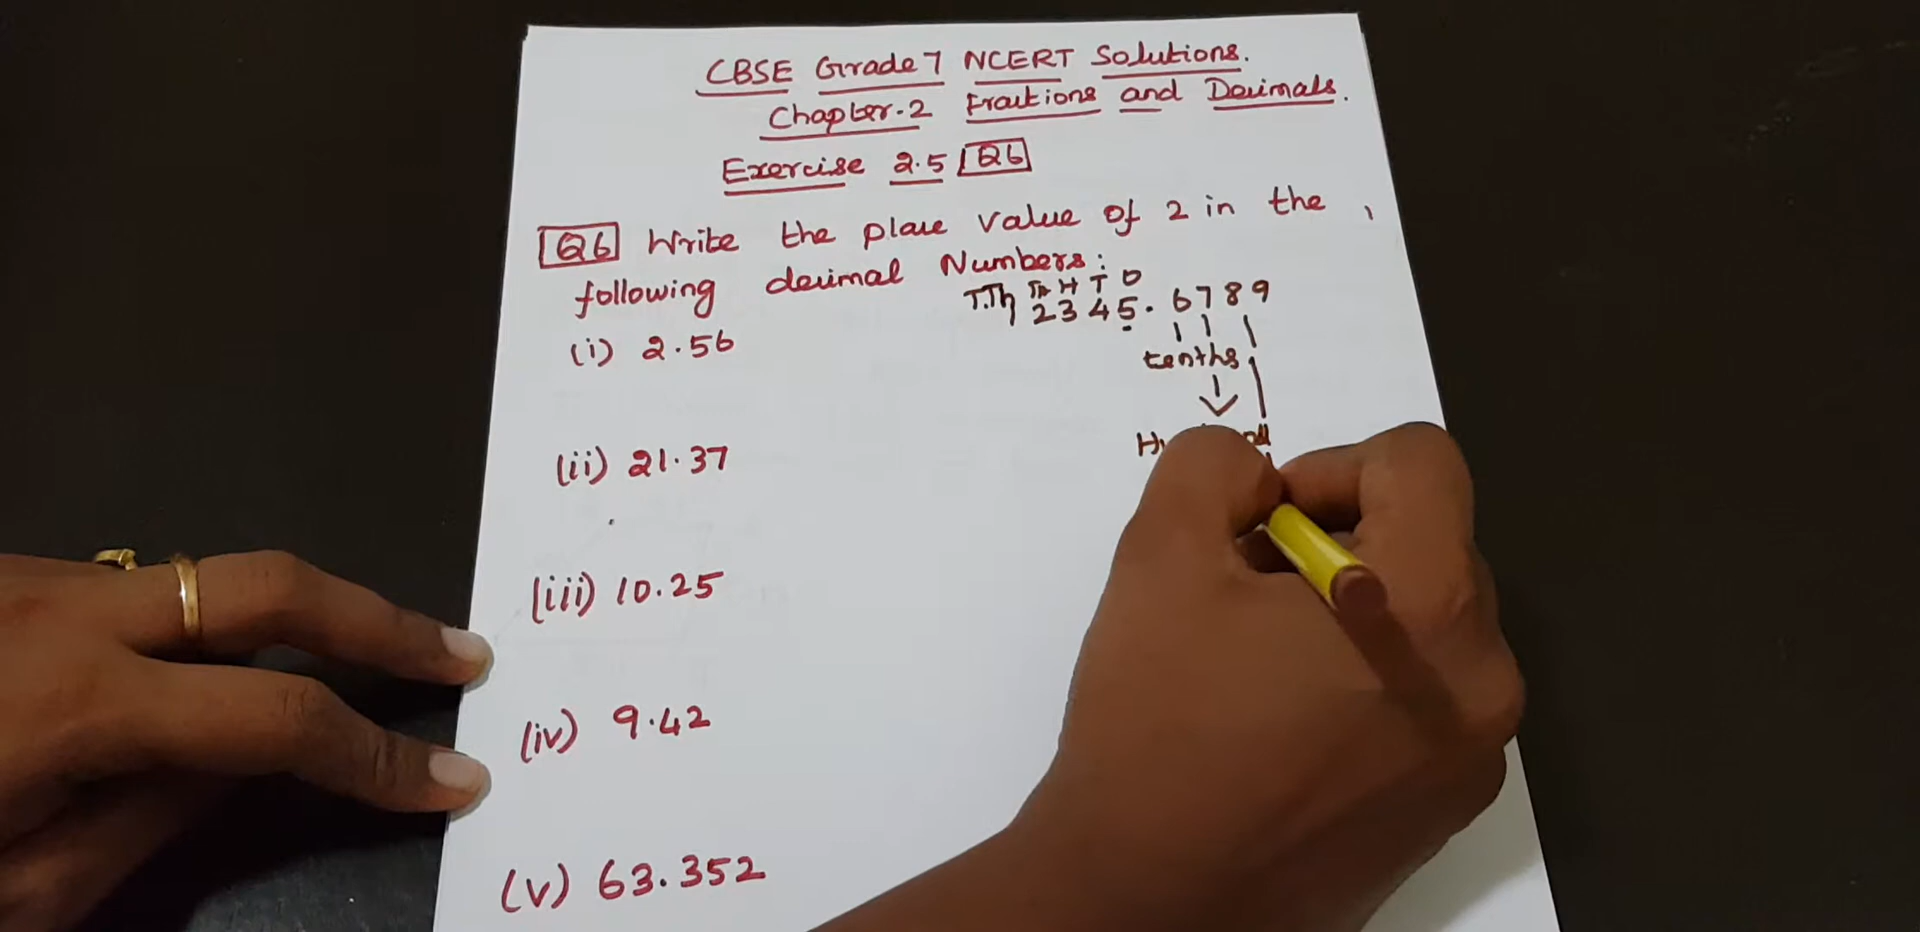 CBSE Grade 7 NCERT Solutions.
Chapter-2 Fractions and Decimals.
Exercise 2.5 Q6
Q6 Write the place value of 2 in the
following decimal Numbers:
T.Th Th H T O
2345.6789
tenths
(i) 2.56
(ii) 21.37
(iii) 10.25
(iv) 9.42
(v) 63.352